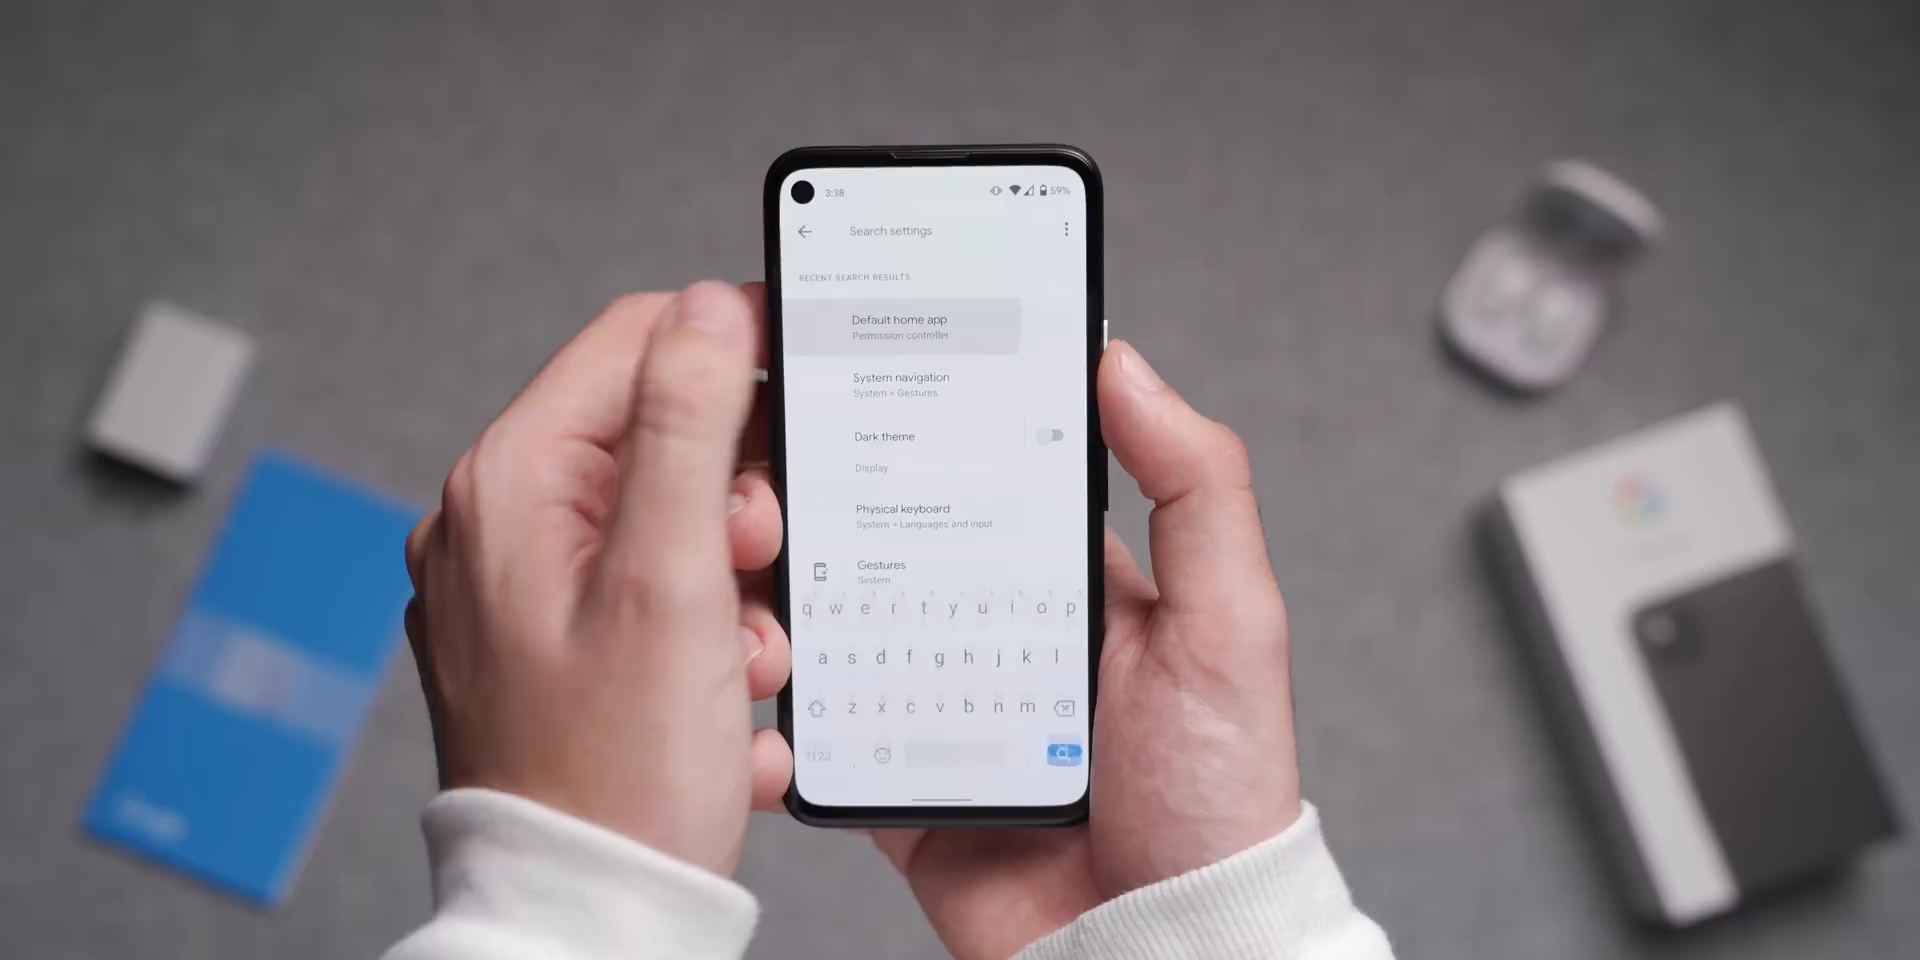 3:38 59%
Search settings
RECENT SEARCH RESULTS
Default home app
Permission controller
System navigation
System > Gestures
Dark theme
Display
Physical keyboard
System > Languages and input
Gestures
System
q w e r t y u i o p
a s d f g h j k l
z x c v b n m
?123 , .